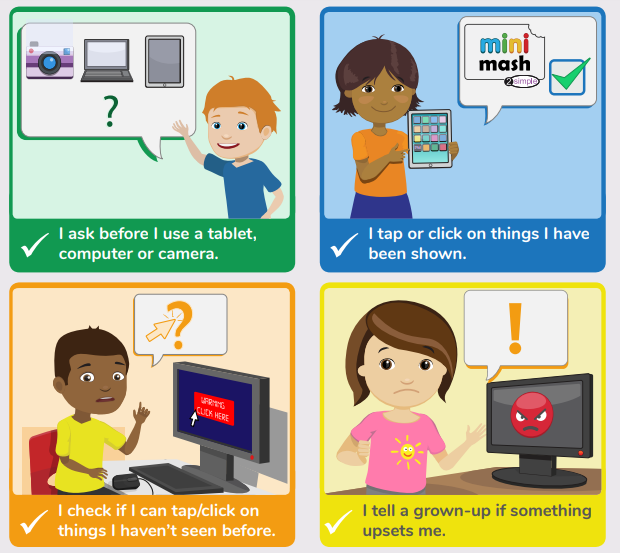 ?
mini
mash
2simple
I ask before I use a tablet,
computer or camera.
I tap or click on things I have
been shown.
?
WARNING
CLICK HERE
I check if I can tap/click on
things I haven't seen before.
!
I tell a grown-up if something
upsets me.